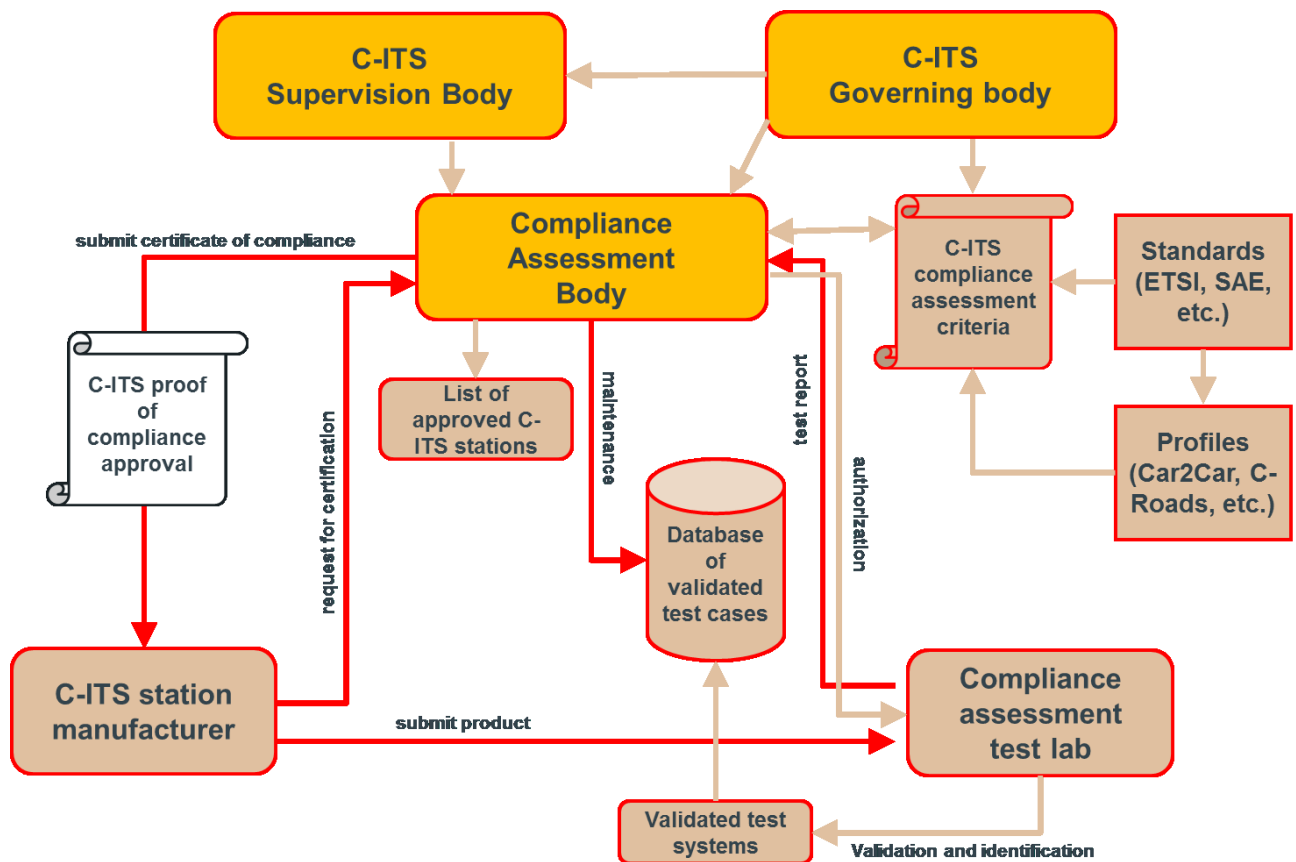 C-ITS
Supervision Body
C-ITS
Governing body
submit certificate of compliance
Compliance
Assessment
Body
C-ITS
compliance
assessment
criteria
Standards
(ETSI, SAE,
etc.)
C-ITS proof
of
compliance
approval
request for certification
List of
approved C-
ITS stations
maintenance
test report
authorization
Profiles
(Car2Car, C-
Roads, etc.)
Database
of
validated
test cases
C-ITS station
manufacturer
submit product
Compliance
assessment
test lab
Validated test
systems
Validation and identification